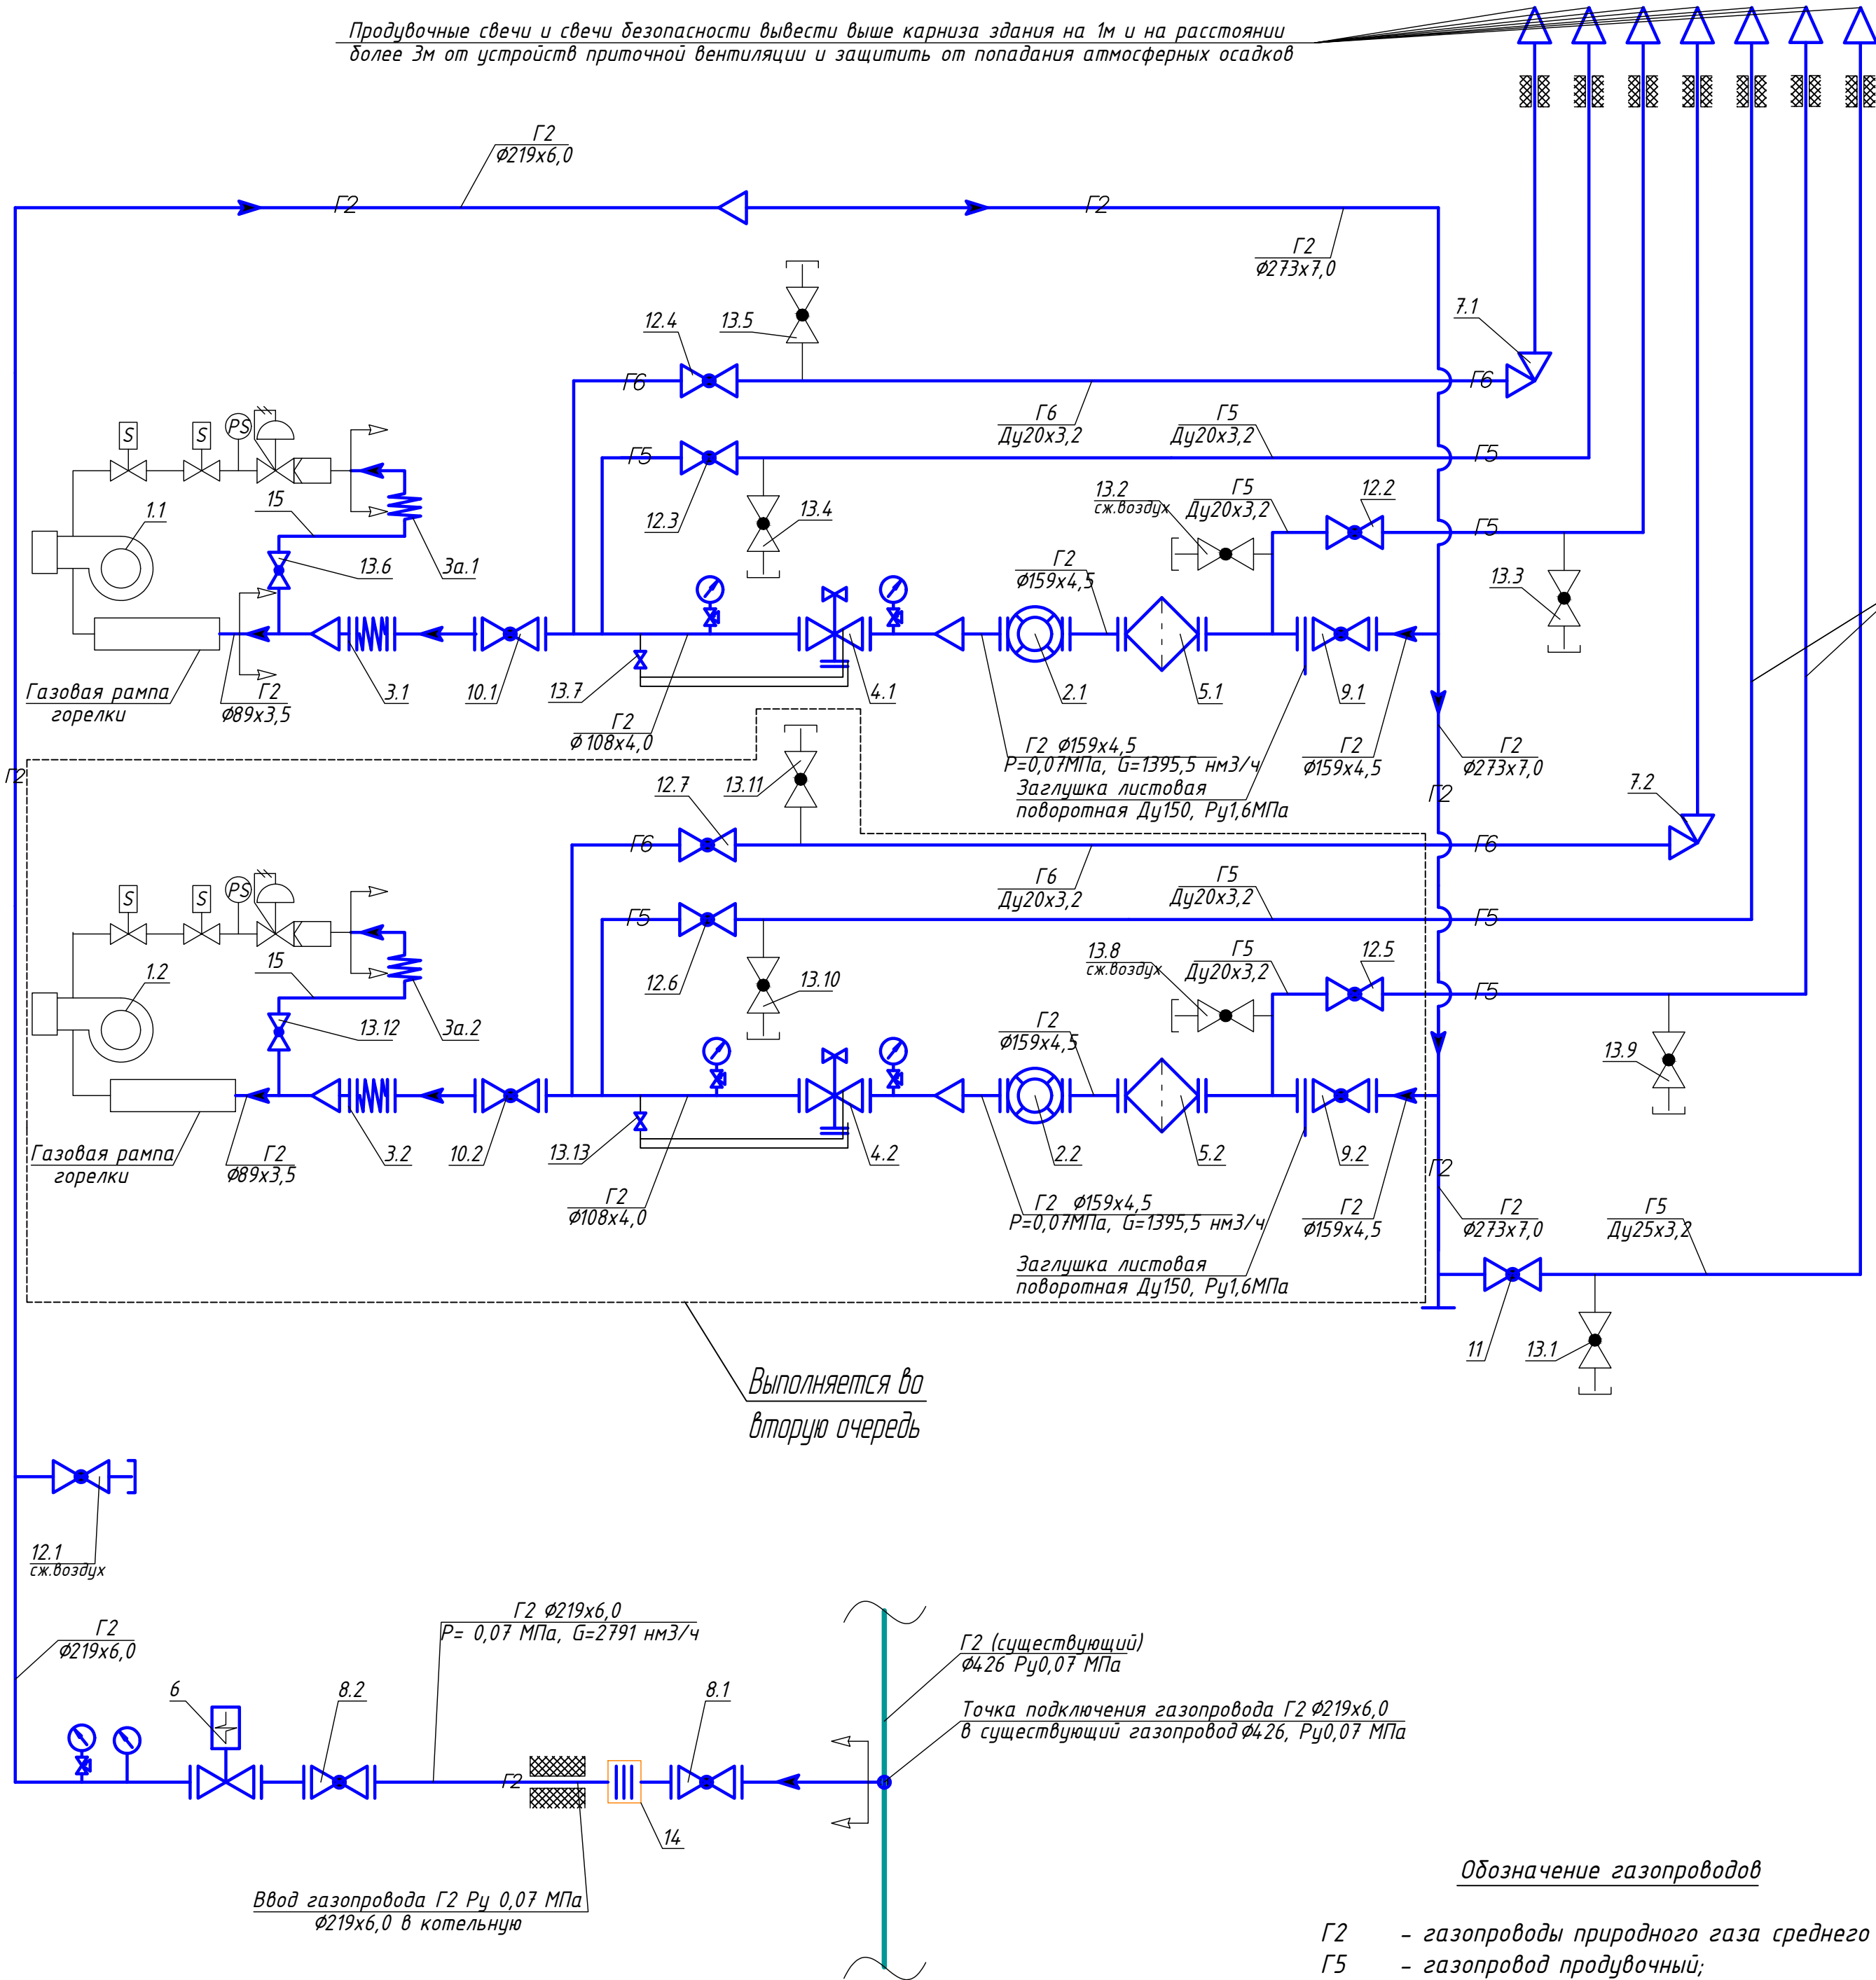 Продувочные свечи и свечи безопасности вывести выше карниза здания на 1м и на расстоянии
более 3м от устройств приточной вентиляции и защитить от попадания атмосферных осадков
Г2
Ф219х6,0
Г2
Г2
Г2
Ф273х7,0
12.4
13.5
7.1
Г6
Г6
Г6
Ду20х3,2
Г5
Ду20х3,2
S
S
PS
Г5
Г5
15
1.1
12.3
13.4
13.2
сж.воздух
Г5
Ду20х3,2
12.2
Г5
13.6
3а.1
Г2
Ф159х4,5
13.3
Газовая рампа
горелки
Г2
Ф89х3,5
3.1
10.1
13.7
4.1
2.1
5.1
9.1
Г2
Ф108х4,0
Г2 Ф159х4,5
Р=0,07МПа, G=1395,5 нм3/ч
Г2
Ф159х4,5
Г2
Ф273х7,0
Заглушка листовая
поворотная Ду150, Ру1,6МПа
Г2
Г2
12.7
13.11
7.2
Г6
Г6
Г6
Ду20х3,2
Г5
Ду20х3,2
S
S
PS
Г5
Г5
15
1.2
12.6
13.10
13.8
сж.воздух
Г5
Ду20х3,2
12.5
Г5
13.12
3а.2
Г2
Ф159х4,5
13.9
Газовая рампа
горелки
Г2
Ф89х3,5
3.2
10.2
13.13
4.2
2.2
5.2
9.2
Г2
Г2
Ф108х4,0
Г2 Ф159х4,5
Р=0,07МПа, G=1395,5 нм3/ч
Г2
Ф159х4,5
Г2
Ф273х7,0
Г5
Ду25х3,2
Заглушка листовая
поворотная Ду150, Ру1,6МПа
11
13.1
Выполняется во
вторую очередь
12.1
сж.воздух
Г2
Ф219х6,0
Г2 Ф219х6,0
Р= 0,07 МПа, G=2791 нм3/ч
Г2 (существующий)
Ф426 Ру0,07 МПа
6
8.2
8.1
Точка подключения газопровода Г2 Ф219х6,0
в существующий газопровод Ф426, Ру0,07 МПа
Г2
14
Ввод газопровода Г2 Ру 0,07 МПа
Ф219х6,0 в котельную
Обозначение газопроводов
Г2 - газопроводы природного газа среднего
Г5 - газопровод продувочный;